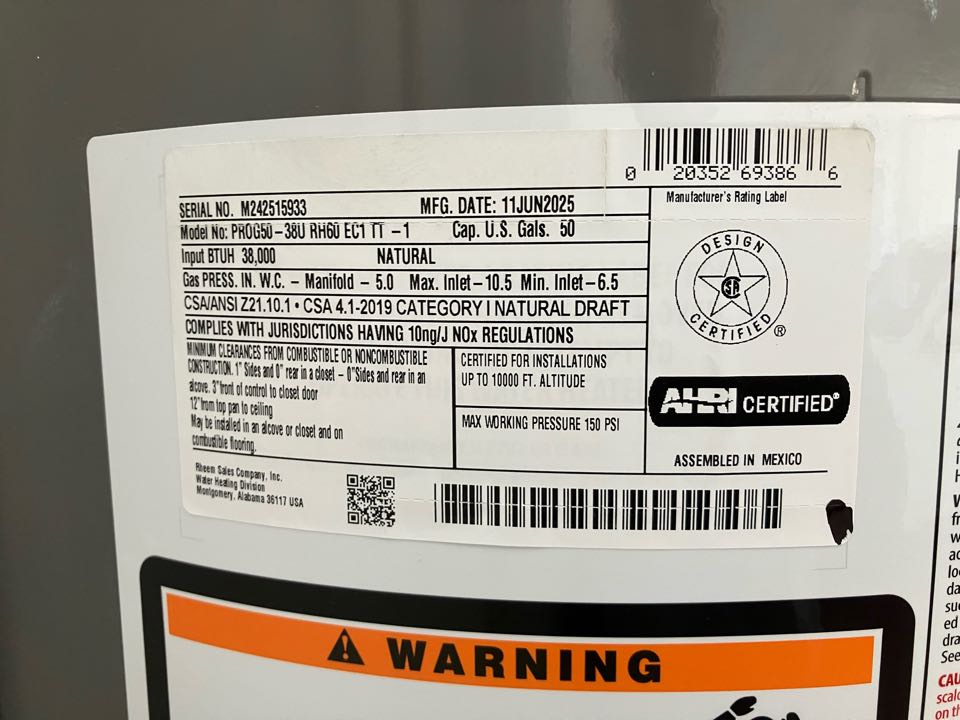 0 20352 69386 6
Manufacturer's Rating Label
SERIAL NO. M242515933 MFG. DATE: 11JUN2025
Model No: PROG50-38U RH60 EC1 TT -1 Cap. U.S. Gals. 50
Input BTUH 38,000 NATURAL
Gas PRESS. IN. W.C. - Manifold - 5.0 Max. Inlet-10.5 Min. Inlet-6.5
CSA/ANSI Z21.10.1 • CSA 4.1-2019 CATEGORY I NATURAL DRAFT
COMPLIES WITH JURISDICTIONS HAVING 10ng/J NOx REGULATIONS
MINIMUM CLEARANCES FROM COMBUSTIBLE OR NONCOMBUSTIBLE
CONSTRUCTION. 1" Sides and 0" rear in a closet - 0"Sides and rear in an
alcove. 3"front of control to closet door
12"from top pan to ceiling
May be installed in an alcove or closet and on
combustible flooring.
CERTIFIED FOR INSTALLATIONS
UP TO 10000 FT. ALTITUDE
MAX WORKING PRESSURE 150 PSI
DESIGN
CSA
CERTIFIED ®
AHRI CERTIFIED®
ASSEMBLED IN MEXICO
Rheem Sales Company, Inc.
Water Heating Division
Montgomery, Alabama 36117 USA
WARNING